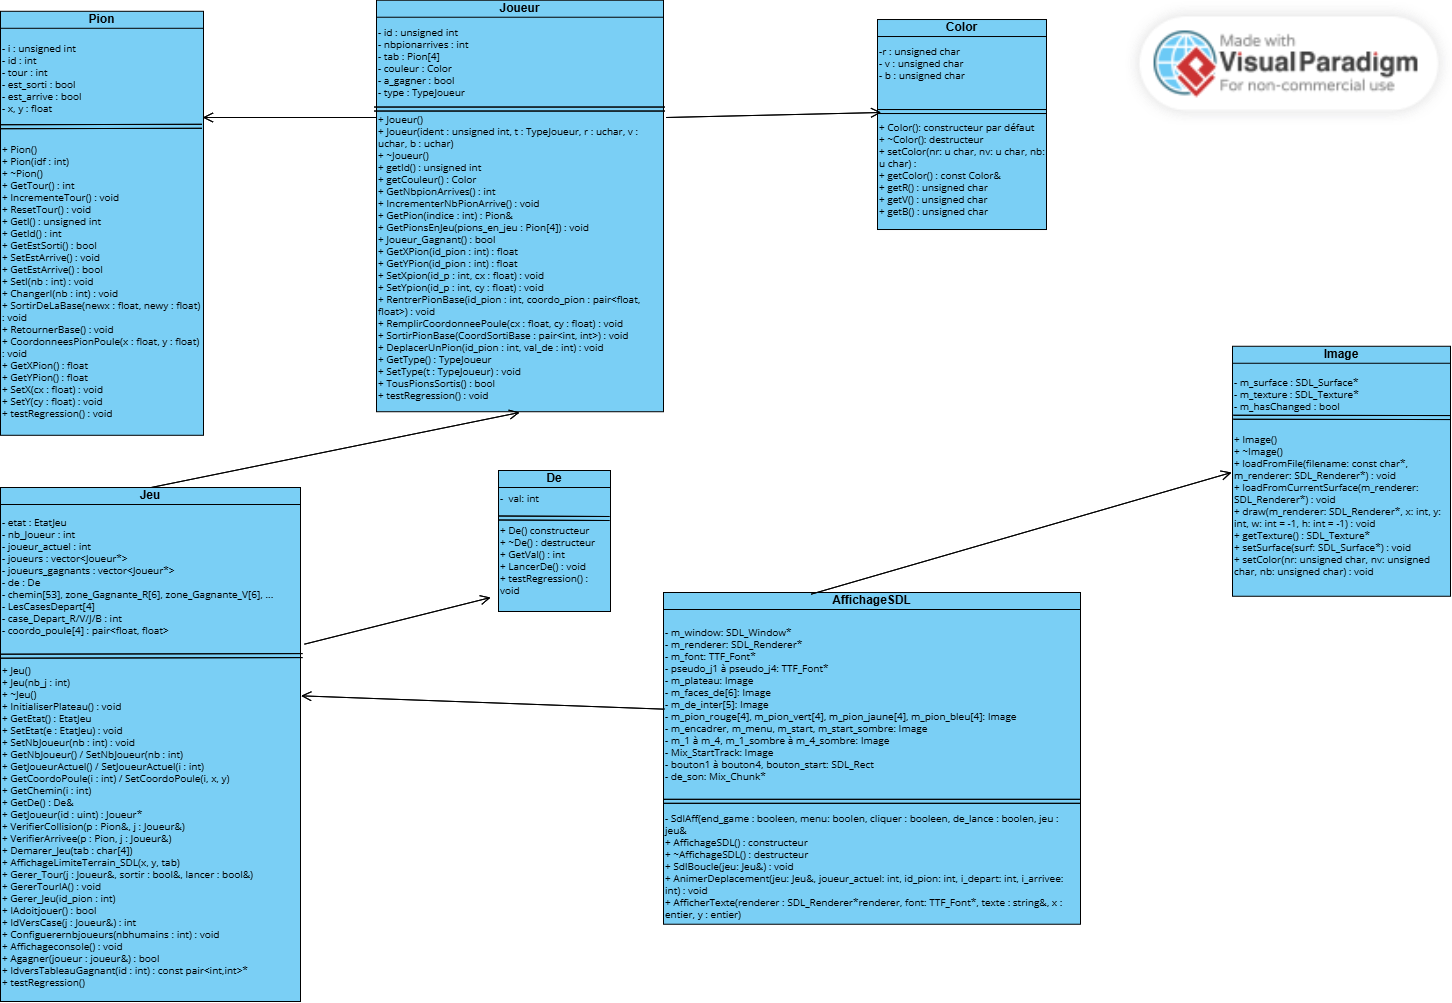 Pion
- i : unsigned int
- id : int
- tour : int
- est_sorti : bool
- est_arrive : bool
- x, y : float
+ Pion()
+ Pion(idf : int)
+ ~Pion()
+ GetTour() : int
+ IncrementeTour() : void
+ ResetTour() : void
+ GetI() : unsigned int
+ GetId() : int
+ GetEstSorti() : bool
+ SetEstArrive() : void
+ GetEstArrive() : bool
+ SetI(nb : int) : void
+ ChangerI(nb : int) : void
+ SortirDeLaBase(newx : float, newy : float)
: void
+ RetournerBase() : void
+ CoordonneesPionPoule(x : float, y : float)
: void
+ GetXPion() : float
+ GetYPion() : float
+ SetX(cx : float) : void
+ SetY(cy : float) : void
+ testRegression() : void
Joueur
- id : unsigned int
- nbpionarrives : int
- tab : Pion[4]
- couleur : Color
- a_gagner : bool
- type : TypeJoueur
+ Joueur()
+ Joueur(ident : unsigned int, t : TypeJoueur, r : uchar, v :
uchar, b : uchar)
+ ~Joueur()
+ getId() : unsigned int
+ getCouleur() : Color
+ GetNbpionArrives() : int
+ IncrementerNbPionArrive() : void
+ GetPion(indice : int) : Pion&
+ GetPionsEnJeu(pions_en_jeu : Pion[4]) : void
+ Joueur_Gagnant() : bool
+ GetXPion(id_pion : int) : float
+ GetYPion(id_pion : int) : float
+ SetXpion(id_p : int, cx : float) : void
+ SetYpion(id_p : int, cy : float) : void
+ RentrerPionBase(id_pion : int, coordo_pion : pair<float,
float>) : void
+ RemplirCoordonneePoule(cx : float, cy : float) : void
+ SortirPionBase(CoordSortiBase : pair<int, int>) : void
+ DeplacerUnPion(id_pion : int, val_de : int) : void
+ GetType() : TypeJoueur
+ SetType(t : TypeJoueur) : void
+ TousPionsSortis() : bool
+ testRegression() : void
Color
-r : unsigned char
- v : unsigned char
- b : unsigned char
+ Color(): constructeur par défaut
+ ~Color(): destructeur
+ setColor(nr: u char, nv: u char, nb:
u char) :
+ getColor() : const Color&
+ getR() : unsigned char
+ getV() : unsigned char
+ getB() : unsigned char
Made with
VisualParadigm
For non-commercial use
Image
- m_surface : SDL_Surface*
- m_texture : SDL_Texture*
- m_hasChanged : bool
+ Image()
+ ~Image()
+ loadFromFile(filename: const char*,
m_renderer: SDL_Renderer*) : void
+ loadFromCurrentSurface(m_renderer:
SDL_Renderer*) : void
+ draw(m_renderer: SDL_Renderer*, x: int, y:
int, w: int = -1, h: int = -1) : void
+ getTexture() : SDL_Texture*
+ setSurface(surf: SDL_Surface*) : void
+ setColor(nr: unsigned char, nv: unsigned
char, nb: unsigned char) : void
De
- val: int
+ De() constructeur
+ ~De() : destructeur
+ GetVal() : int
+ LancerDe() : void
+ testRegression() :
void
Jeu
- etat : EtatJeu
- nb_Joueur : int
- joueur_actuel : int
- joueurs : vector<Joueur*>
- joueurs_gagnants : vector<Joueur*>
- de : De
- chemin[53], zone_Gagnante_R[6], zone_Gagnante_V[6], ...
- LesCasesDepart[4]
- case_Depart_R/V/J/B : int
- coordo_poule[4] : pair<float, float>
+ Jeu()
+ Jeu(nb_j : int)
+ ~Jeu()
+ InitialiserPlateau() : void
+ GetEtat() : EtatJeu
+ SetEtat(e : EtatJeu) : void
+ SetNbJoueur(nb : int) : void
+ GetNbJoueur() / SetNbJoueur(nb : int)
+ GetJoueurActuel() / SetJoueurActuel(i : int)
+ GetCoordoPoule(i : int) / SetCoordoPoule(i, x, y)
+ GetChemin(i : int)
+ GetDe() : De&
+ GetJoueur(id : uint) : Joueur*
+ VerifierCollision(p : Pion&, j : Joueur&)
+ VerifierArrivee(p : Pion, j : Joueur&)
+ Demarer_Jeu(tab : char[4])
+ AffichageLimiteTerrain_SDL(x, y, tab)
+ Gerer_Tour(j : Joueur&, sortir : bool&, lancer : bool&)
+ GererTourIA() : void
+ Gerer_Jeu(id_pion : int)
+ IAdoitjouer() : bool
+ IdVersCase(j : Joueur&) : int
+ Configuerernbjoueurs(nbhumains : int) : void
+ Affichageconsole() : void
+ Agagner(joueur : joueur&) : bool
+ IdversTableauGagnant(id : int) : const pair<int,int>*
+ testRegression()
AffichageSDL
- m_window: SDL_Window*
- m_renderer: SDL_Renderer*
- m_font: TTF_Font*
- pseudo_j1 à pseudo_j4: TTF_Font*
- m_plateau: Image
- m_faces_de[6]: Image
- m_de_inter[5]: Image
- m_pion_rouge[4], m_pion_vert[4], m_pion_jaune[4], m_pion_bleu[4]: Image
- m_encadrer, m_menu, m_start, m_start_sombre: Image
- m_1 à m_4, m_1_sombre à m_4_sombre: Image
- Mix_StartTrack: Image
- bouton1 à bouton4, bouton_start: SDL_Rect
- de_son: Mix_Chunk*
- SdlAff(end_game : booleen, menu: boolen, cliquer : booleen, de_lance : boolen, jeu :
jeu&
+ AffichageSDL() : constructeur
+ ~AffichageSDL() : destructeur
+ SdlBoucle(jeu: Jeu&) : void
+ AnimerDeplacement(jeu: Jeu&, joueur_actuel: int, id_pion: int, i_depart: int, i_arrivee:
int) : void
+ AfficherTexte(renderer : SDL_Renderer*renderer, font: TTF_Font*, texte : string&, x :
entier, y : entier)